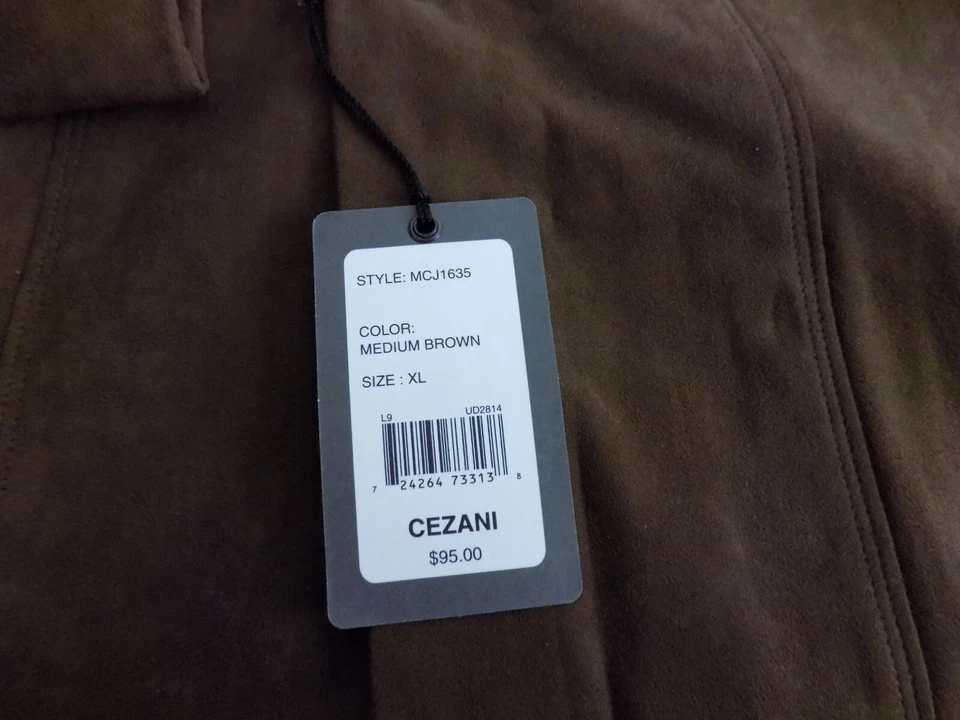 STYLE: MCJ1635
COLOR:
MEDIUM BROWN
SIZE : XL
L9 UD2814
7 24264 73313 8
CEZANI
$95.00